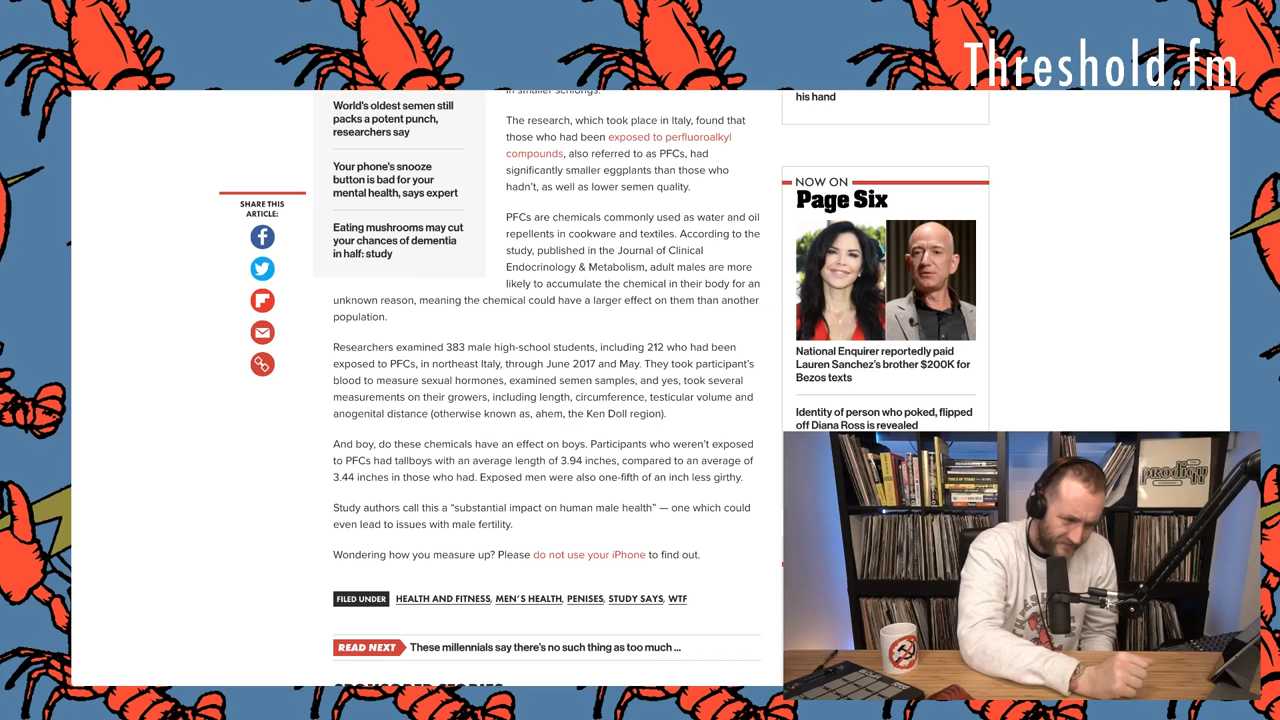 Threshold.fm
World's oldest semen still
packs a potent punch,
researchers say
Your phone's snooze
button is bad for your
mental health, says expert
Eating mushrooms may cut
your chances of dementia
in half: study
SHARE THIS
ARTICLE:
in smaller schlongs.
The research, which took place in Italy, found that
those who had been exposed to perfluoroalkyl
compounds, also referred to as PFCs, had
significantly smaller eggplants than those who
hadn't, as well as lower semen quality.
PFCs are chemicals commonly used as water and oil
repellents in cookware and textiles. According to the
study, published in the Journal of Clinical
Endocrinology & Metabolism, adult males are more
likely to accumulate the chemical in their body for an
unknown reason, meaning the chemical could have a larger effect on them than another
population.
Researchers examined 383 male high-school students, including 212 who had been
exposed to PFCs, in northeast Italy, through June 2017 and May. They took participant's
blood to measure sexual hormones, examined semen samples, and yes, took several
measurements on their growers, including length, circumference, testicular volume and
anogenital distance (otherwise known as, ahem, the Ken Doll region).
And boy, do these chemicals have an effect on boys. Participants who weren't exposed
to PFCs had tallboys with an average length of 3.94 inches, compared to an average of
3.44 inches in those who had. Exposed men were also one-fifth of an inch less girthy.
Study authors call this a “substantial impact on human male health” — one which could
even lead to issues with male fertility.
Wondering how you measure up? Please do not use your iPhone to find out.
FILED UNDER HEALTH AND FITNESS, MEN'S HEALTH, PENISES, STUDY SAYS, WTF
READ NEXT These millennials say there's no such thing as too much ...
SPONSORED STORIES
his hand
NOW ON
Page Six
National Enquirer reportedly paid
Lauren Sanchez's brother $200K for
Bezos texts
Identity of person who poked, flipped
off Diana Ross is revealed
prodigy